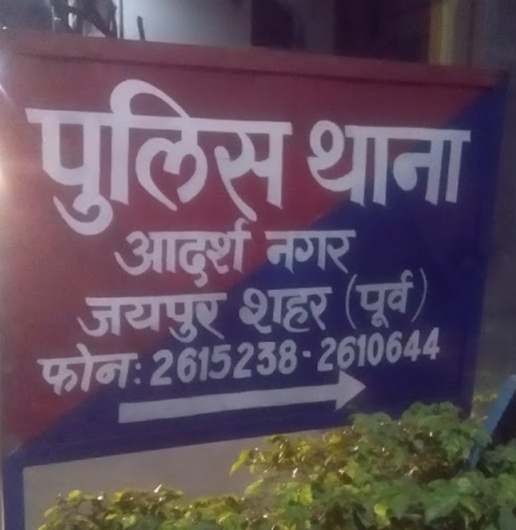 पुलिस थाना
आदर्श नगर
जयपुर शहर (पूर्व)
फोन: 2615238-2610644